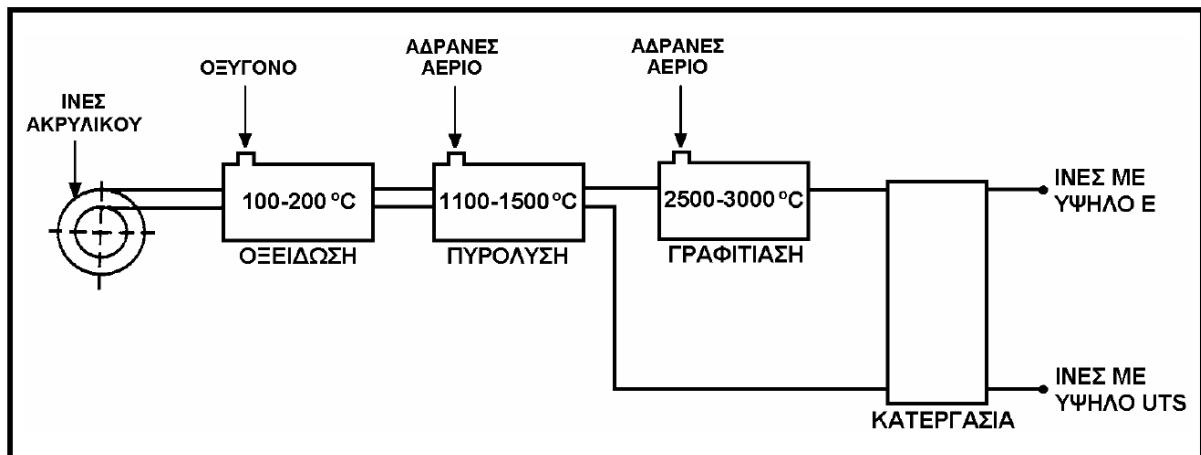 ΙΝΕΣ
ΑΚΡΥΛΙΚΟΥ
ΟΞΥΓΟΝΟ
ΑΔΡΑΝΕΣ
ΑΕΡΙΟ
ΑΔΡΑΝΕΣ
ΑΕΡΙΟ
100-200 °C
1100-1500 °C
2500-3000 °C
ΟΞΕΙΔΩΣΗ
ΠΥΡΟΛΥΣΗ
ΓΡΑΦΙΤΙΑΣΗ
ΙΝΕΣ ΜΕ
ΥΨΗΛΟ Ε
ΙΝΕΣ ΜΕ
ΥΨΗΛΟ UTS
ΚΑΤΕΡΓΑΣΙΑ